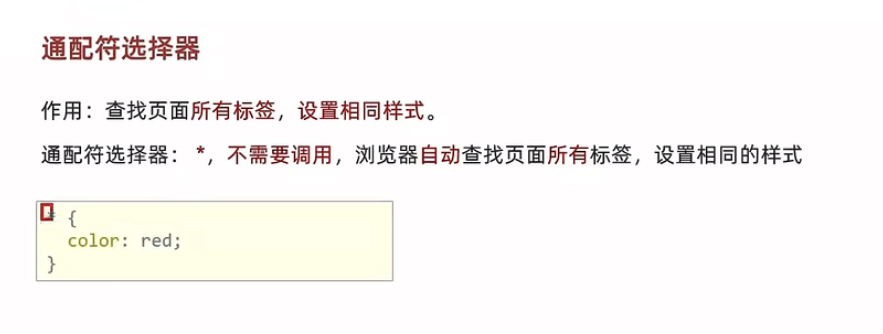 通配符选择器
作用：查找页面所有标签，设置相同样式。
通配符选择器： *，不需要调用，浏览器自动查找页面所有标签，设置相同的样式
* {
color: red;
}